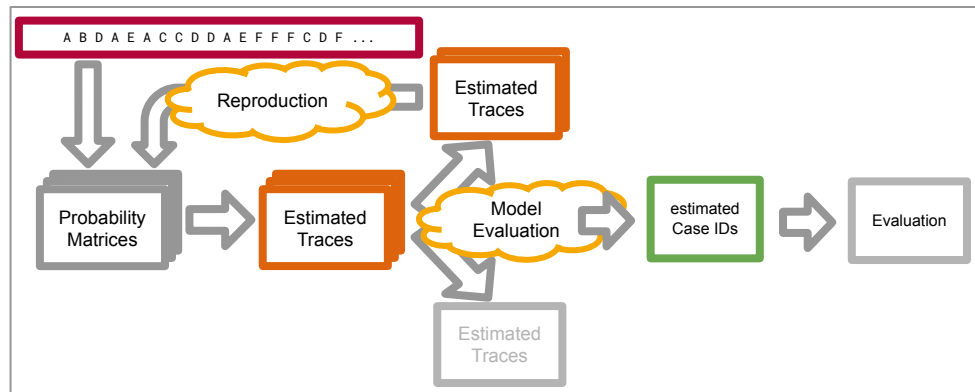 A B D A E A C C D D A E F F F C D F ...
Reproduction
Estimated
Traces
Probability
Matrices
Estimated
Traces
Model
Evaluation
estimated
Case IDs
Evaluation
Estimated
Traces